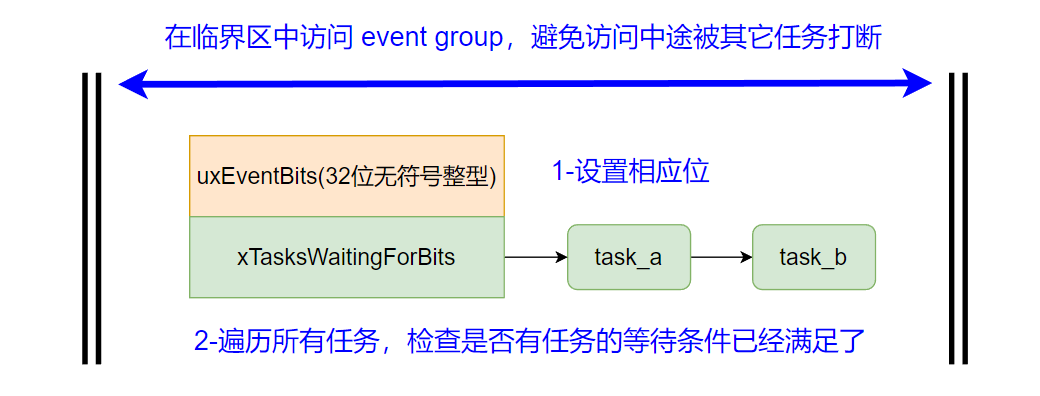 在临界区中访问 event group，避免访问中途被其它任务打断
uxEventBits(32位无符号整型)
1-设置相应位
xTasksWaitingForBits
task_a
task_b
2-遍历所有任务，检查是否有任务的等待条件已经满足了